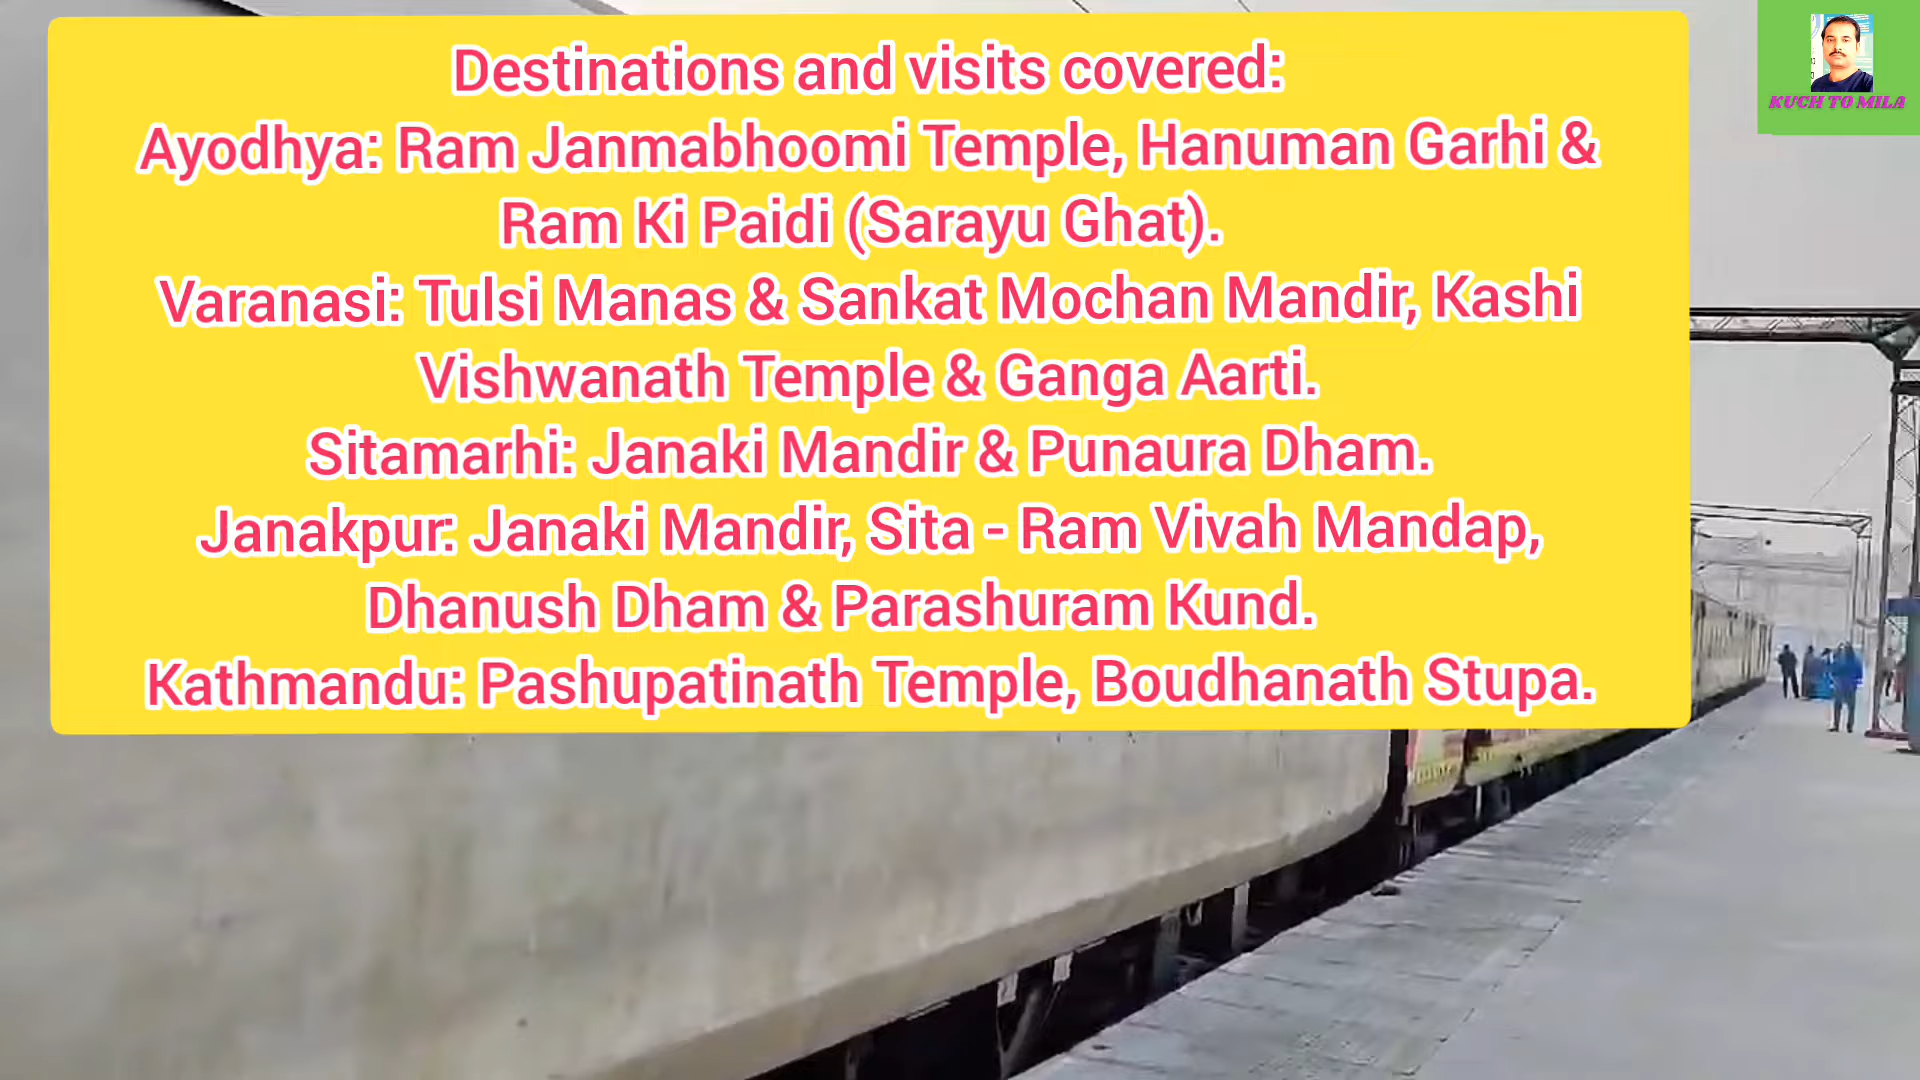 Destinations and visits covered:
Ayodhya: Ram Janmabhoomi Temple, Hanuman Garhi &
Ram Ki Paidi (Sarayu Ghat).
Varanasi: Tulsi Manas & Sankat Mochan Mandir, Kashi
Vishwanath Temple & Ganga Aarti.
Sitamarhi: Janaki Mandir & Punaura Dham.
Janakpur: Janaki Mandir, Sita - Ram Vivah Mandap,
Dhanush Dham & Parashuram Kund.
Kathmandu: Pashupatinath Temple, Boudhanath Stupa.
KUCH TO MILA